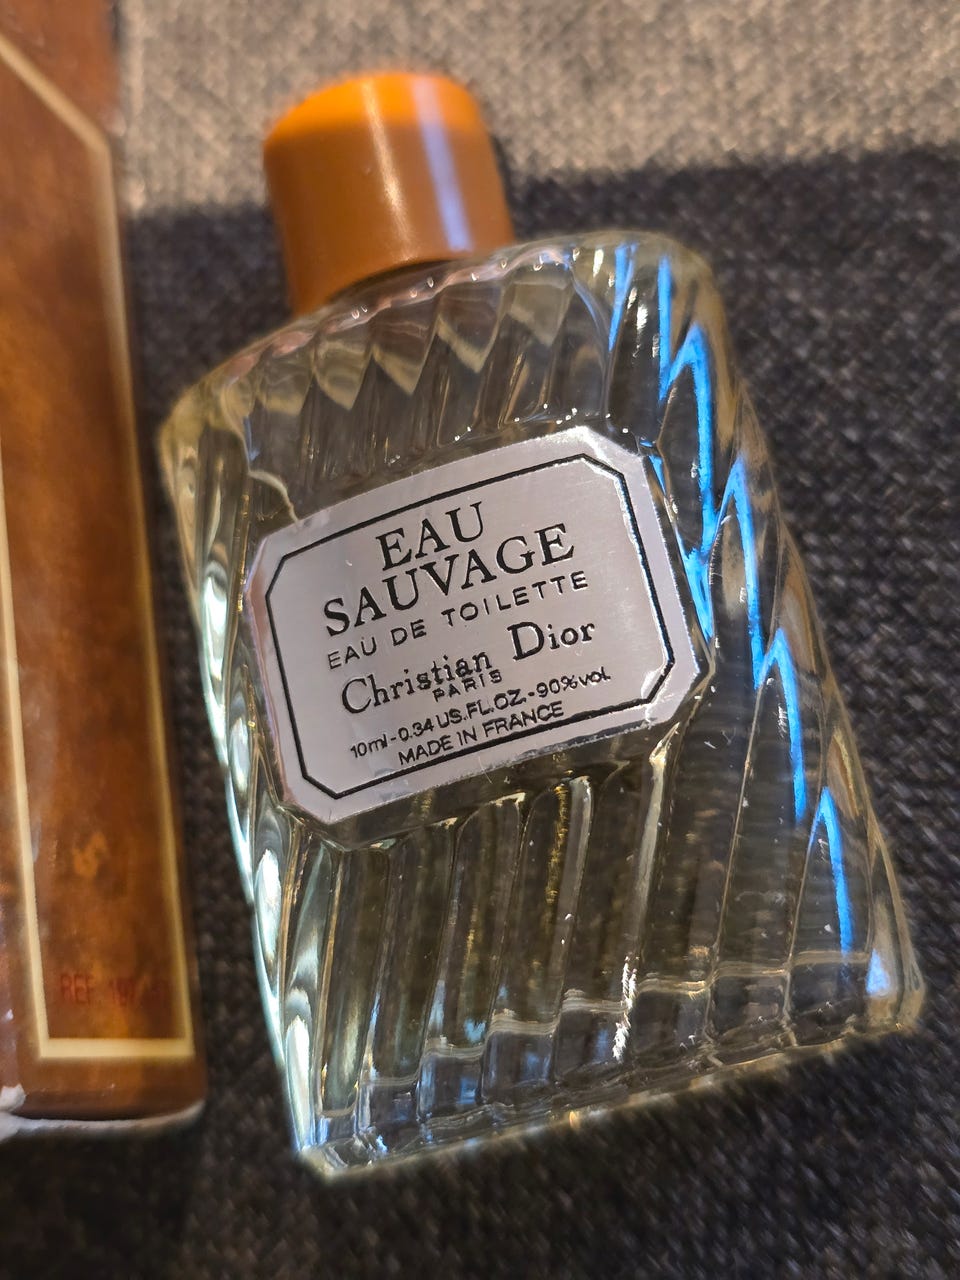 EAU
SAUVAGE
EAU DE TOILETTE
Christian Dior
PARIS
10ml-0.34 US.FL.OZ.-90% vol.
MADE IN FRANCE
REF.